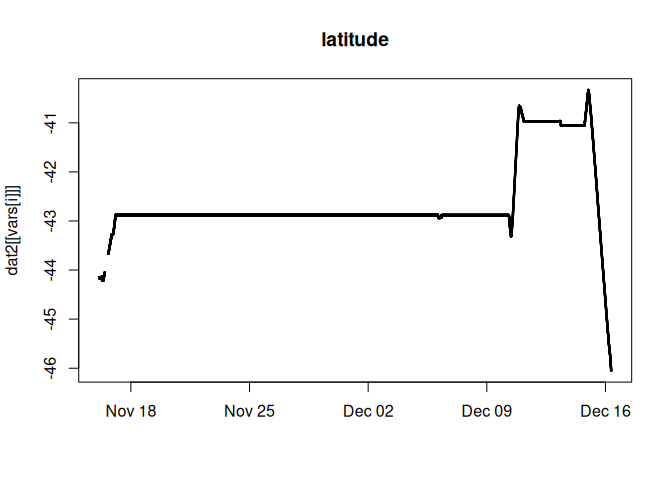 latitude
dat2[[vars[i]]]
-41
-42
-43
-44
-45
-46
Nov 18
Nov 25
Dec 02
Dec 09
Dec 16